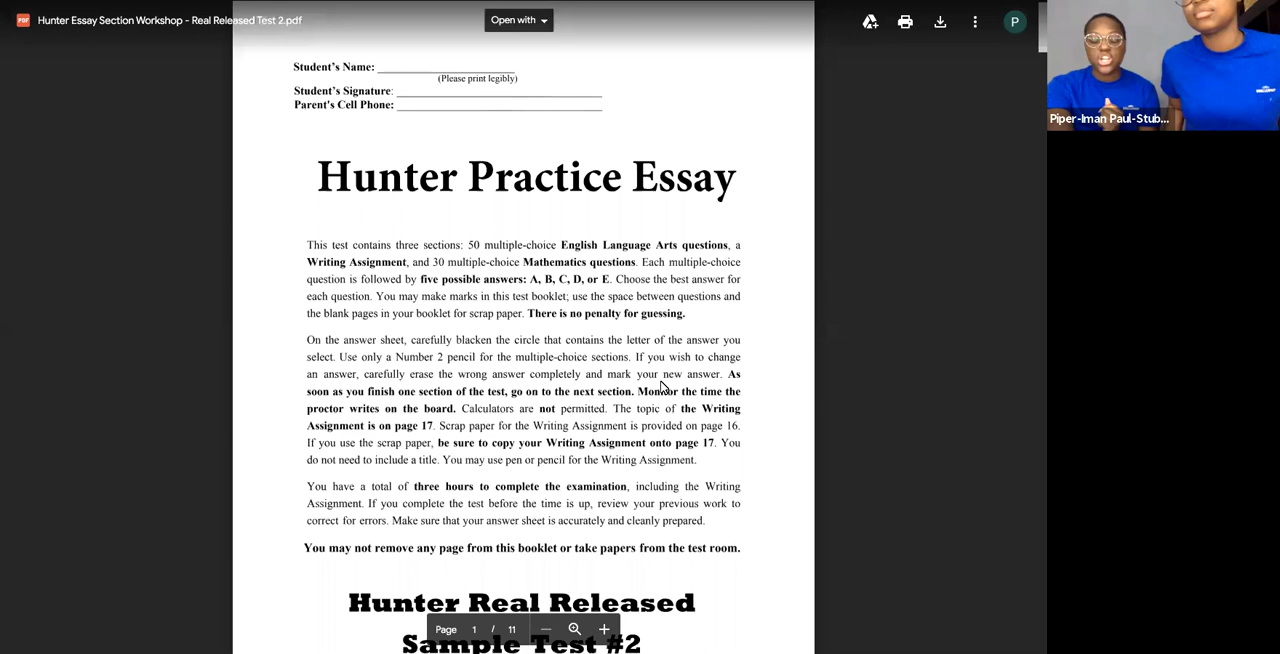 Hunter Essay Section Workshop - Real Released Test 2.pdf
PDF
Open with
P
Piper-Iman Paul-Stub...
Student's Name:
(Please print legibly)
Student's Signature:
Parent's Cell Phone:
Hunter Practice Essay
This test contains three sections: 50 multiple-choice English Language Arts questions, a
Writing Assignment, and 30 multiple-choice Mathematics questions. Each multiple-choice
question is followed by five possible answers: A, B, C, D, or E. Choose the best answer for
each question. You may make marks in this test booklet; use the space between questions and
the blank pages in your booklet for scrap paper. There is no penalty for guessing.
On the answer sheet, carefully blacken the circle that contains the letter of the answer you
select. Use only a Number 2 pencil for the multiple-choice sections. If you wish to change
an answer, carefully erase the wrong answer completely and mark your new answer. As
soon as you finish one section of the test, go on to the next section. Monitor the time the
proctor writes on the board. Calculators are not permitted. The topic of the Writing
Assignment is on page 17. Scrap paper for the Writing Assignment is provided on page 16.
If you use the scrap paper, be sure to copy your Writing Assignment onto page 17. You
do not need to include a title. You may use pen or pencil for the Writing Assignment.
You have a total of three hours to complete the examination, including the Writing
Assignment. If you complete the test before the time is up, review your previous work to
correct for errors. Make sure that your answer sheet is accurately and cleanly prepared.
You may not remove any page from this booklet or take papers from the test room.
Hunter Real Released
Sample Test #2
Page 1 / 11